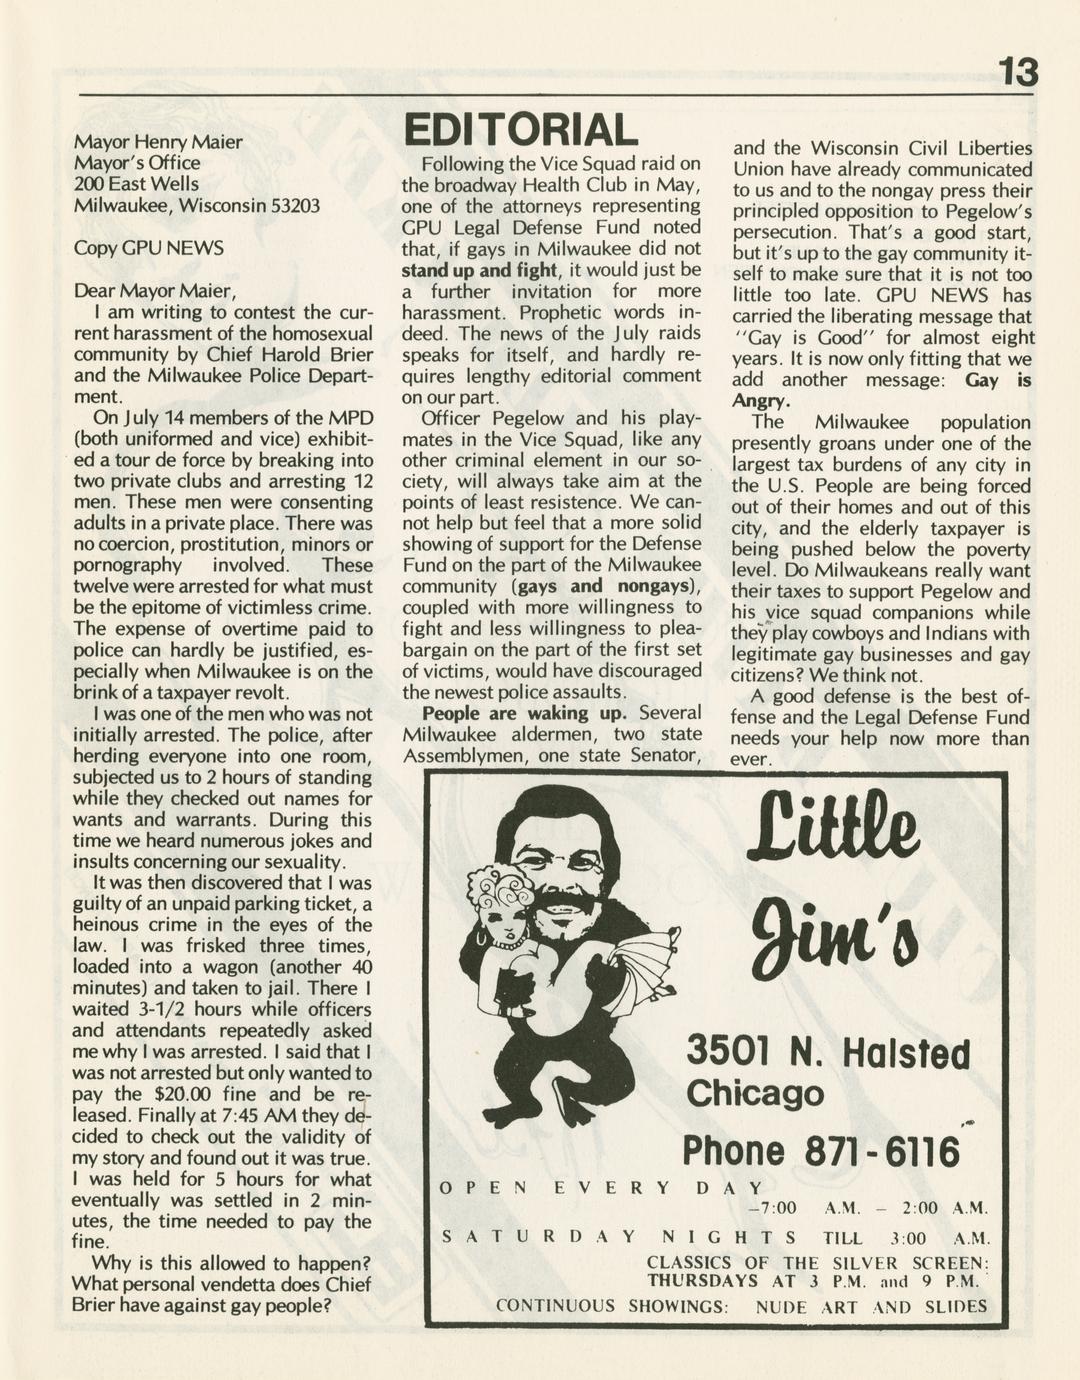 13
Mayor Henry Maier
Mayor's Office
200 East Wells
Milwaukee, Wisconsin 53203
Copy GPU NEWS
Dear Mayor Maier,
I am writing to contest the cur-
rent harassment of the homosexual
community by Chief Harold Brier
and the Milwaukee Police Depart-
ment.
On July 14 members of the MPD
(both uniformed and vice) exhibit-
ed a tour de force by breaking into
two private clubs and arresting 12
men. These men were consenting
adults in a private place. There was
no coercion, prostitution, minors or
pornography involved. These
twelve were arrested for what must
be the epitome of victimless crime.
The expense of overtime paid to
police can hardly be justified, es-
pecially when Milwaukee is on the
brink of a taxpayer revolt.
I was one of the men who was not
initially arrested. The police, after
herding everyone into one room,
subjected us to 2 hours of standing
while they checked out names for
wants and warrants. During this
time we heard numerous jokes and
insults concerning our sexuality.
It was then discovered that I was
guilty of an unpaid parking ticket, a
heinous crime in the eyes of the
law. I was frisked three times,
loaded into a wagon (another 40
minutes) and taken to jail. There I
waited 3-1/2 hours while officers
and attendants repeatedly asked
me why I was arrested. I said that I
was not arrested but only wanted to
pay the $20.00 fine and be re-
leased. Finally at 7:45 AM they de-
cided to check out the validity of
my story and found out it was true.
I was held for 5 hours for what
eventually was settled in 2 min-
utes, the time needed to pay the
fine.
Why is this allowed to happen?
What personal vendetta does Chief
Brier have against gay people?
EDITORIAL
Following the Vice Squad raid on
the broadway Health Club in May,
one of the attorneys representing
GPU Legal Defense Fund noted
that, if gays in Milwaukee did not
stand up and fight, it would just be
a further invitation for more
harassment. Prophetic words in-
deed. The news of the July raids
speaks for itself, and hardly re-
quires lengthy editorial comment
on our part.
Officer Pegelow and his play-
mates in the Vice Squad, like any
other criminal element in our so-
ciety, will always take aim at the
points of least resistence. We can-
not help but feel that a more solid
showing of support for the Defense
Fund on the part of the Milwaukee
community (gays and nongays),
coupled with more willingness to
fight and less willingness to plea-
bargain on the part of the first set
of victims, would have discouraged
the newest police assaults.
People are waking up. Several
Milwaukee aldermen, two state
Assemblymen, one state Senator,
and the Wisconsin Civil Liberties
Union have already communicated
to us and to the nongay press their
principled opposition to Pegelow's
persecution. That's a good start,
but it's up to the gay community it-
self to make sure that it is not too
little too late. GPU NEWS has
carried the liberating message that
"Gay is Good" for almost eight
years. It is now only fitting that we
add another message: Gay is
Angry.
The Milwaukee population
presently groans under one of the
largest tax burdens of any city in
the U.S. People are being forced
out of their homes and out of this
city, and the elderly taxpayer is
being pushed below the poverty
level. Do Milwaukeans really want
their taxes to support Pegelow and
his vice squad companions while
they play cowboys and Indians with
legitimate gay businesses and gay
citizens? We think not.
A good defense is the best of-
fense and the Legal Defense Fund
needs your help now more than
ever.
Little
Jim's
3501 N. Halsted
Chicago
Phone 871-6116
OPEN EVERY DAY
—7:00 A.M. — 2:00 A.M.
SATURDAY NIGHTS TILL 3:00 A.M.
CLASSICS OF THE SILVER SCREEN:
THURSDAYS AT 3 P.M. and 9 P.M.
CONTINUOUS SHOWINGS: NUDE ART AND SLIDES